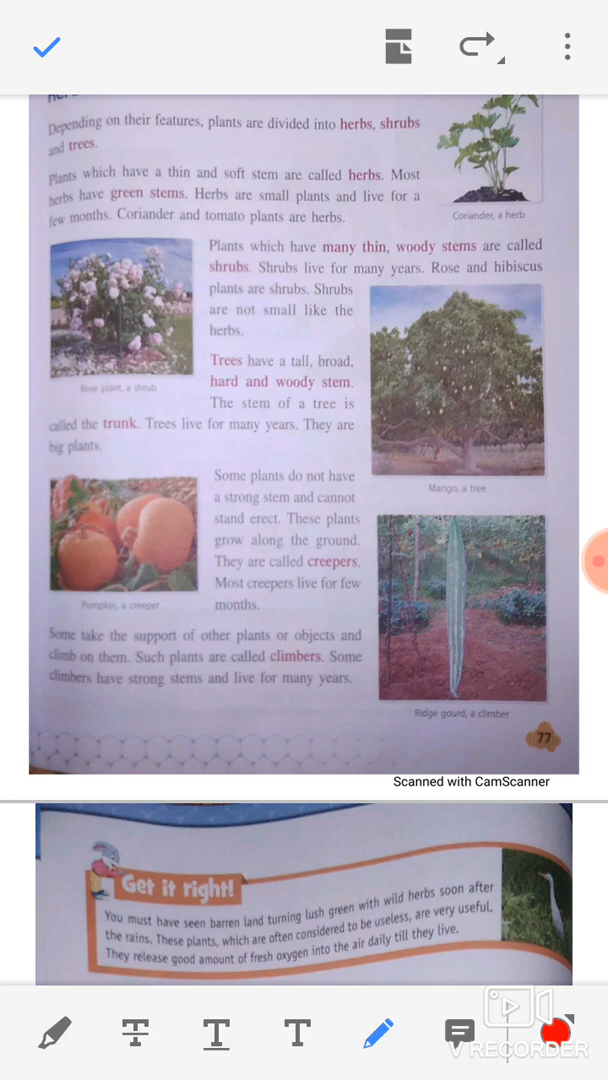 Depending on their features, plants are divided into herbs, shrubs
and trees.
Plants which have a thin and soft stem are called herbs. Most
herbs have green stems. Herbs are small plants and live for a
few months. Coriander and tomato plants are herbs.
Coriander, a herb
Plants which have many thin, woody stems are called
shrubs. Shrubs live for many years. Rose and hibiscus
plants are shrubs. Shrubs
are not small like the
herbs.
Rose plant, a shrub
Trees have a tall, broad,
hard and woody stem.
The stem of a tree is
called the trunk. Trees live for many years. They are
big plants.
Mango, a tree
Some plants do not have
a strong stem and cannot
stand erect. These plants
grow along the ground.
They are called creepers.
Most creepers live for few
months.
Pumpkin, a creeper
Some take the support of other plants or objects and
climb on them. Such plants are called climbers. Some
climbers have strong stems and live for many years.
Ridge gourd, a climber
77
Scanned with CamScanner
Get it right!
You must have seen barren land turning lush green with wild herbs soon after
the rains. These plants, which are often considered to be useless, are very useful.
They release good amount of fresh oxygen into the air daily till they live.
T T T
V RECORDER